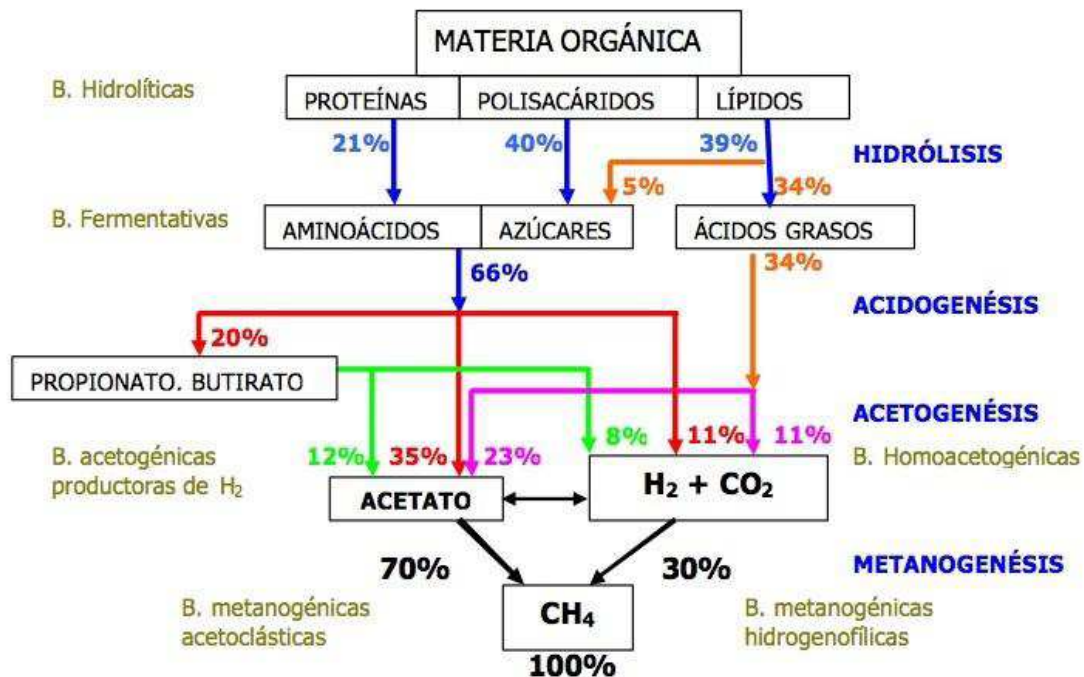 MATERIA ORGÁNICA
B. Hidrolíticas
PROTEÍNAS
POLISACÁRIDOS
LÍPIDOS
21%
40%
39%
HIDRÓLISIS
5%
34%
B. Fermentativas
AMINOÁCIDOS
AZÚCARES
ÁCIDOS GRASOS
66%
34%
ACIDOGENÉSIS
20%
PROPIONATO. BUTIRATO
ACETOGENÉSIS
12%
35%
23%
8%
11%
11%
B. acetogénicas
productoras de H₂
B. Homoacetogénicas
ACETATO
H₂ + CO₂
70%
30%
METANOGENÉSIS
B. metanogénicas
acetoclásticas
CH₄
B. metanogénicas
hidrogenofílicas
100%